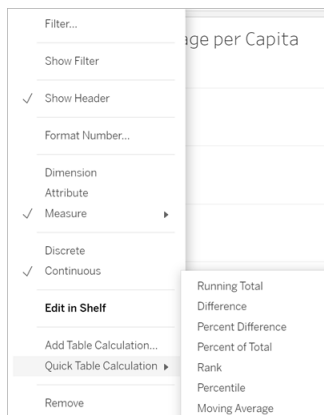 Filter...
age per Capita
Show Filter
Show Header
Format Number...
Dimension
Attribute
Measure
Discrete
Continuous
Edit in Shelf
Add Table Calculation...
Quick Table Calculation
Remove
Running Total
Difference
Percent Difference
Percent of Total
Rank
Percentile
Moving Average